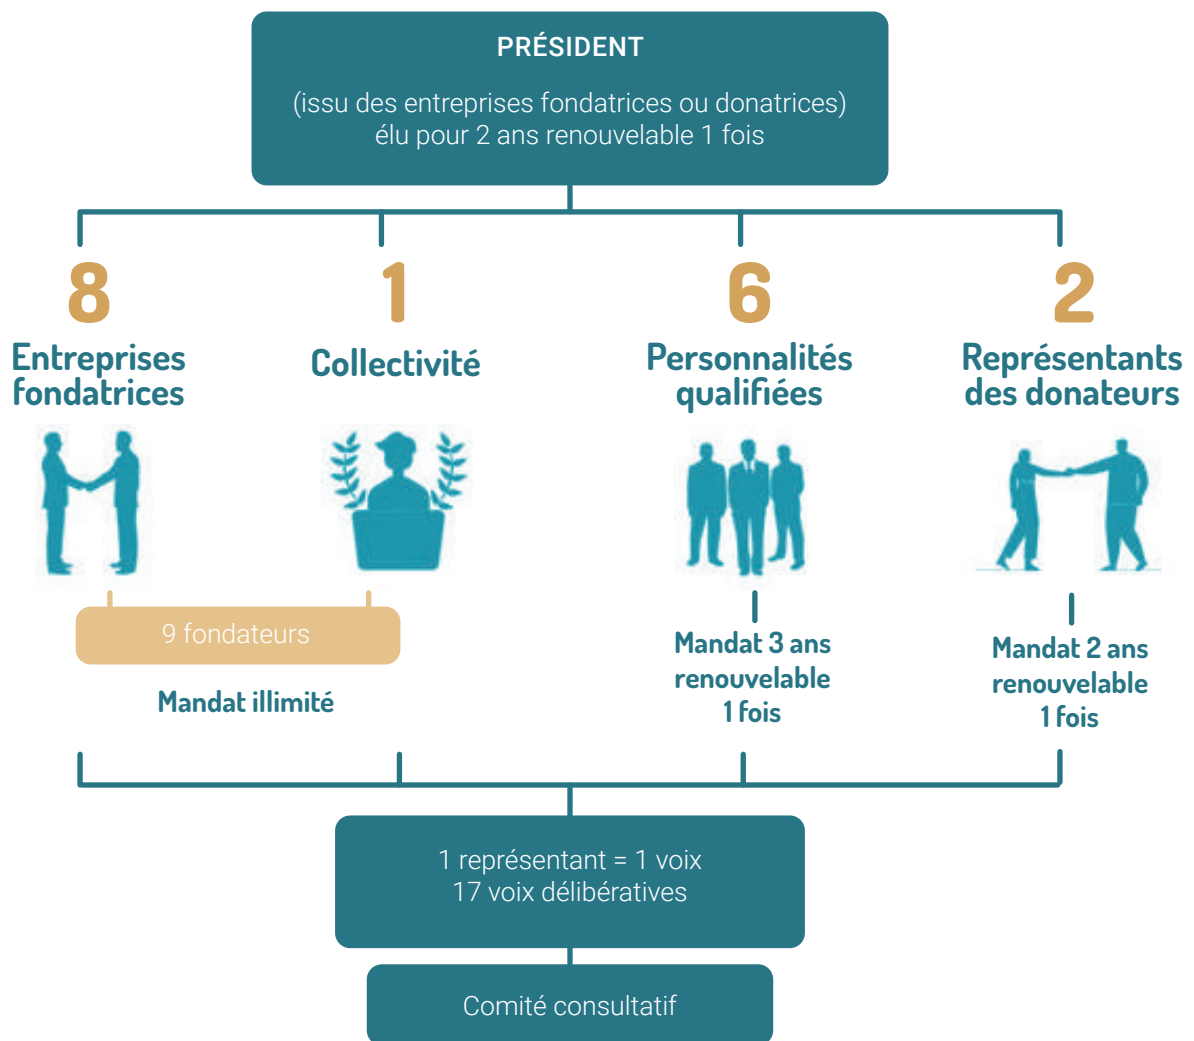 PRÉSIDENT
(issu des entreprises fondatrices ou donatrices)
élu pour 2 ans renouvelable 1 fois
8
Entreprises
fondatrices
1
Collectivité
6
Personnalités
qualifiées
2
Représentants
des donateurs
9 fondateurs
Mandat illimité
Mandat 3 ans
renouvelable
1 fois
Mandat 2 ans
renouvelable
1 fois
1 représentant = 1 voix
17 voix délibératives
Comité consultatif